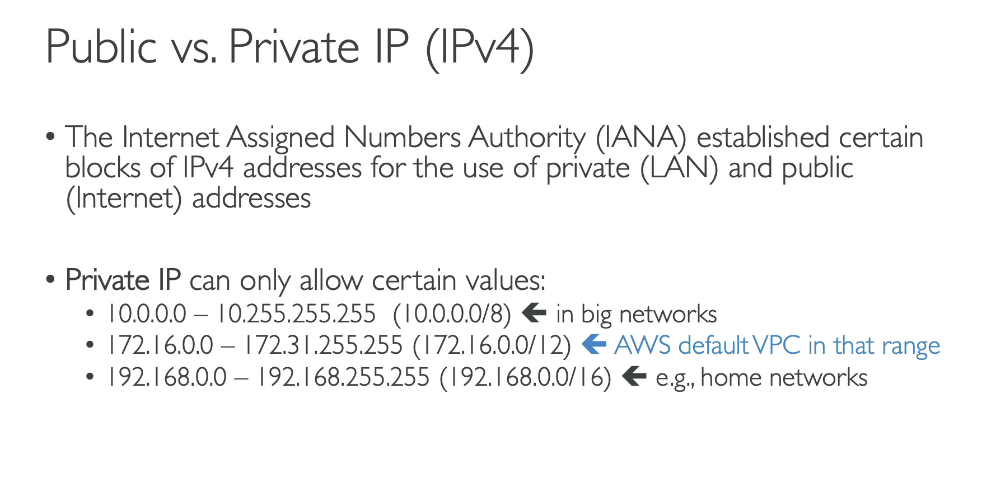 Public vs. Private IP (IPv4)
• The Internet Assigned Numbers Authority (IANA) established certain
blocks of IPv4 addresses for the use of private (LAN) and public
(Internet) addresses
• Private IP can only allow certain values:
• 10.0.0.0 – 10.255.255.255 (10.0.0.0/8) 🡰 in big networks
• 172.16.0.0 – 172.31.255.255 (172.16.0.0/12) 🡰 AWS default VPC in that range
• 192.168.0.0 – 192.168.255.255 (192.168.0.0/16) 🡰 e.g., home networks